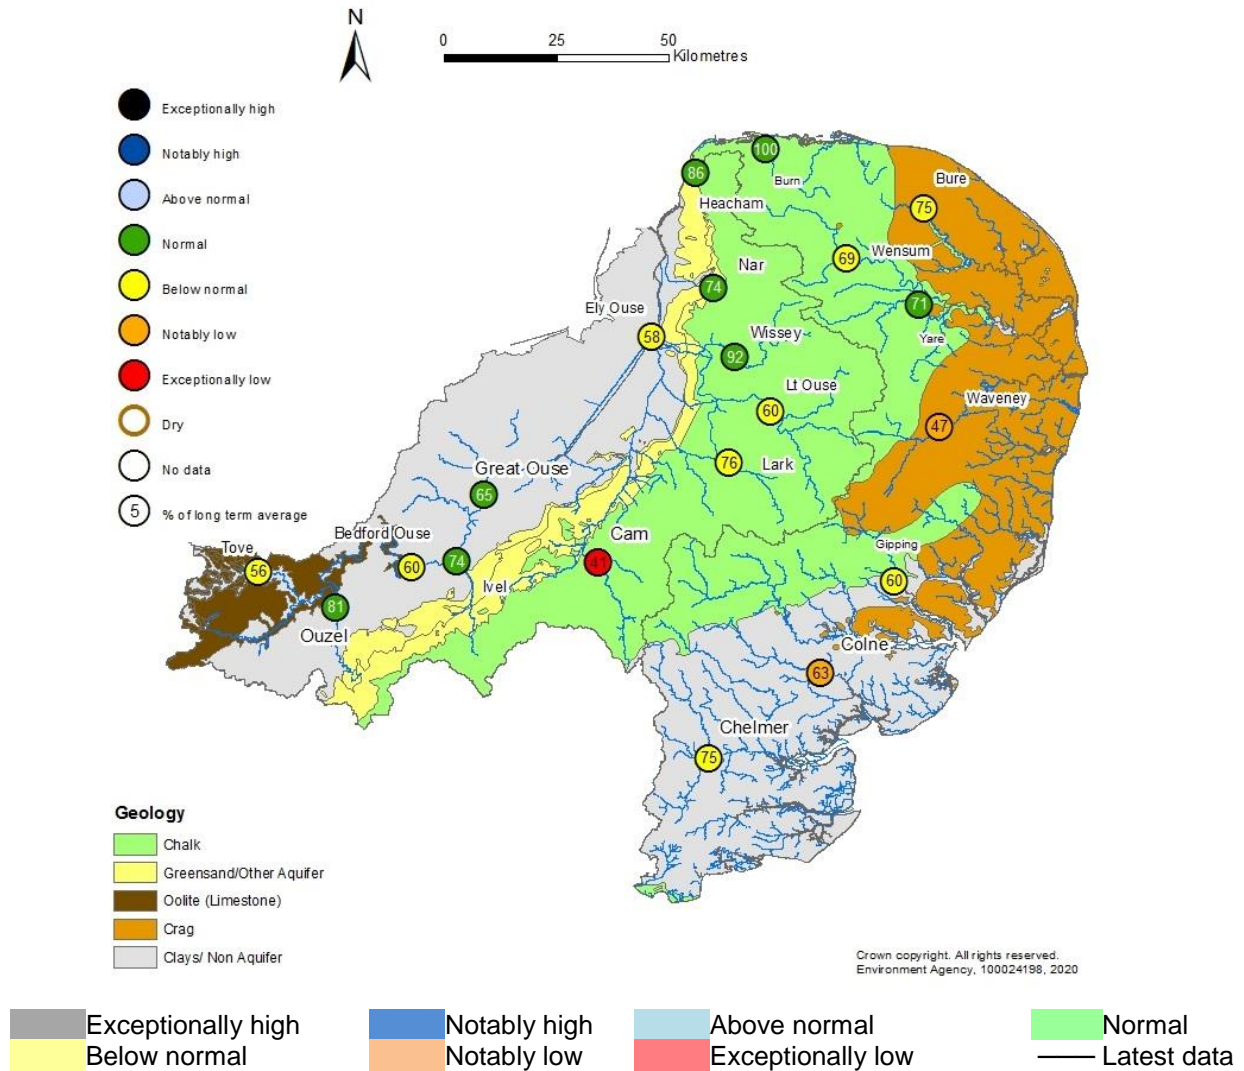 N
0 25 50
Kilometres
Exceptionally high
Notably high
Above normal
Normal
Below normal
Notably low
Exceptionally low
Dry
No data
5 % of long term average
100
Burn
86
Heacham
Bure
75
Wensum
69
Nar
74
71
Yare
Ely Ouse
58
Wissey
92
Lt Ouse
60
Waveney
47
76 Lark
Great Ouse
65
Bedford Ouse
Tove
56
60
74
Ivel
Cam
41
Gipping
60
81
Ouzel
Colne
63
Chelmer
75
Geology
Chalk
Greensand/Other Aquifer
Oolite (Limestone)
Crag
Clays/ Non Aquifer
Crown copyright. All rights reserved.
Environment Agency, 100024198, 2020
Exceptionally high Notably high Above normal Normal
Below normal Notably low Exceptionally low Latest data